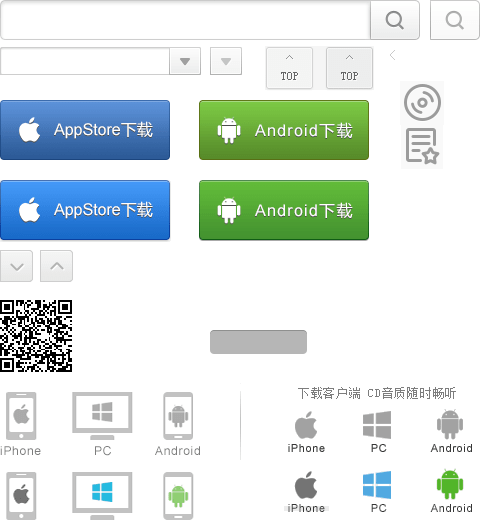 TOP TOP
AppStore下载 Android下载
AppStore下载 Android下载
下载客户端 CD音质随时畅听
iPhone PC Android
iPhone PC Android
iPhone PC Android